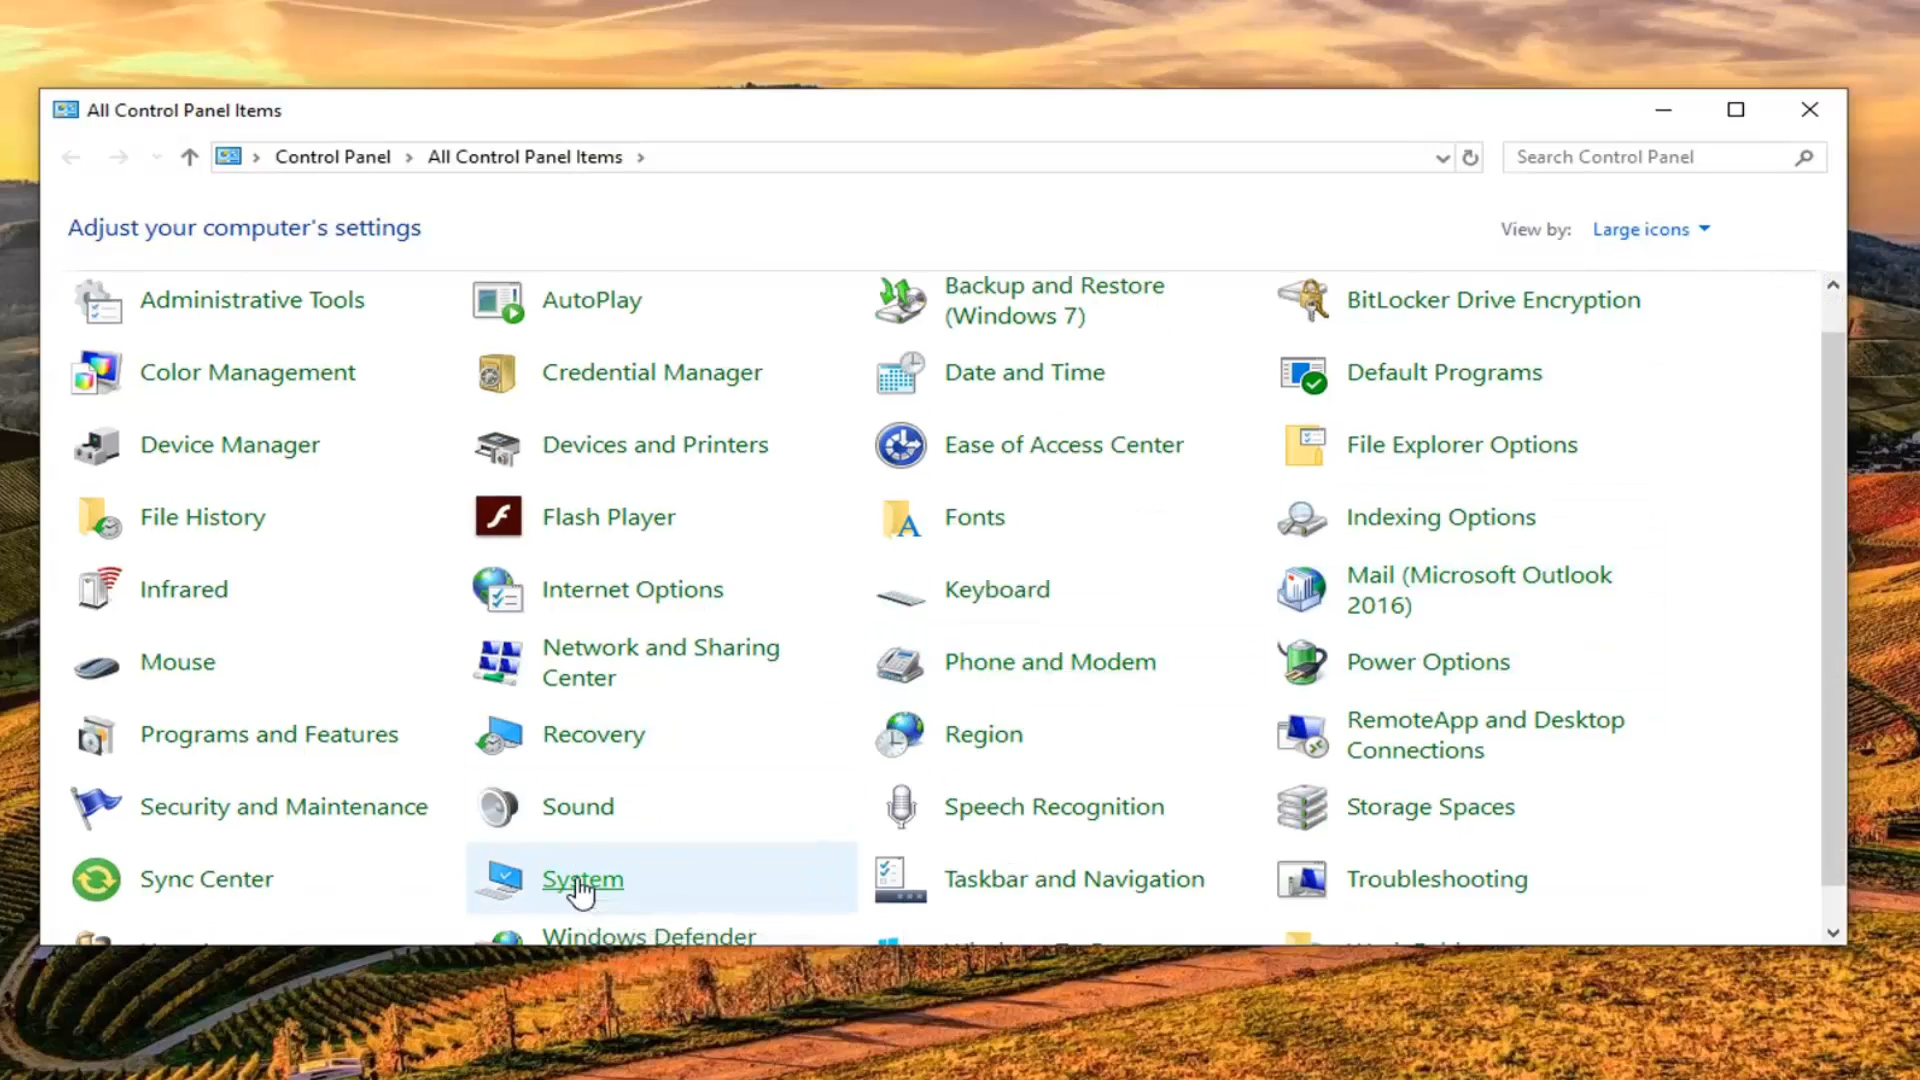 All Control Panel Items
Control Panel All Control Panel Items
Search Control Panel
Adjust your computer's settings
View by: Large icons
Administrative Tools
AutoPlay
Backup and Restore
(Windows 7)
BitLocker Drive Encryption
Color Management
Credential Manager
Date and Time
Default Programs
Device Manager
Devices and Printers
Ease of Access Center
File Explorer Options
File History
Flash Player
Fonts
Indexing Options
Infrared
Internet Options
Keyboard
Mail (Microsoft Outlook
2016)
Mouse
Network and Sharing
Center
Phone and Modem
Power Options
Programs and Features
Recovery
Region
RemoteApp and Desktop
Connections
Security and Maintenance
Sound
Speech Recognition
Storage Spaces
Sync Center
System
Taskbar and Navigation
Troubleshooting
Windows Defender